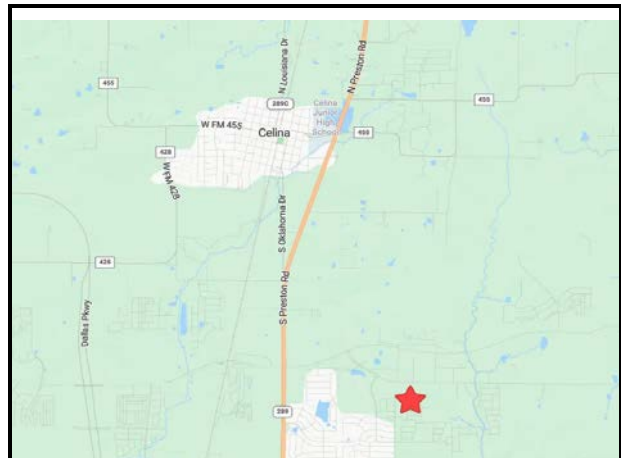 N Louisiana Dr
N Preston Rd
455
289C
455
Celina
Junior
High
School
W FM 455
Celina
455
428
W FM 428
S Oklahoma Dr
428
S Preston Rd
Dallas Pkwy
289